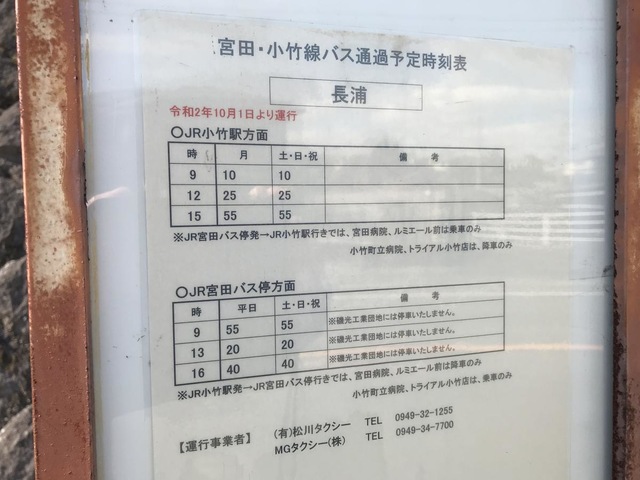 宮田・小竹線バス通過予定時刻表
長浦
令和2年10月1日より運行
〇JR小竹駅方面
時 月 土・日・祝 備考
9 10 10
12 25 25
15 55 55
※JR宮田バス停発→JR小竹駅行きでは、宮田病院、ルミエール前は乗車のみ
小竹町立病院、トライアル小竹店は、降車のみ
〇JR宮田バス停方面
時 平日 土・日・祝 備考
9 55 55 ※磯光工業団地には停車いたしません。
13 20 20 ※磯光工業団地には停車いたしません。
16 40 40 ※磯光工業団地には停車いたしません。
※JR小竹駅発→JR宮田バス停行きでは、宮田病院、ルミエール前は降車のみ
小竹町立病院、トライアル小竹店は、乗車のみ
【運行事業者】 (有)松川タクシー TEL 0949-32-1255
MGタクシー(株) TEL 0949-34-7700